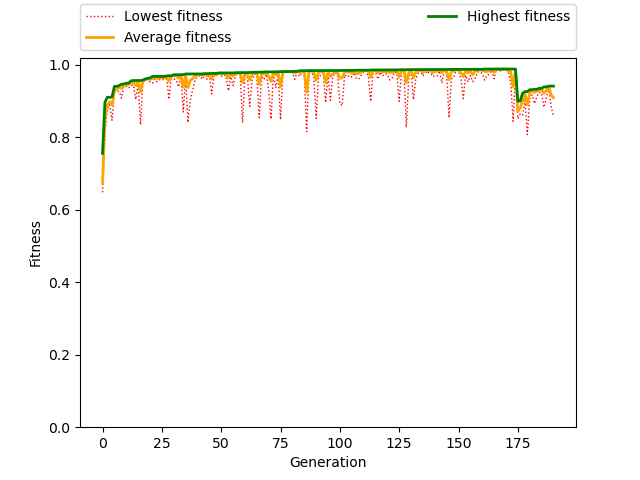 Lowest fitness
Average fitness
Highest fitness
1.0
0.8
0.6
0.4
0.2
0.0
Fitness
0 25 50 75 100 125 150 175
Generation